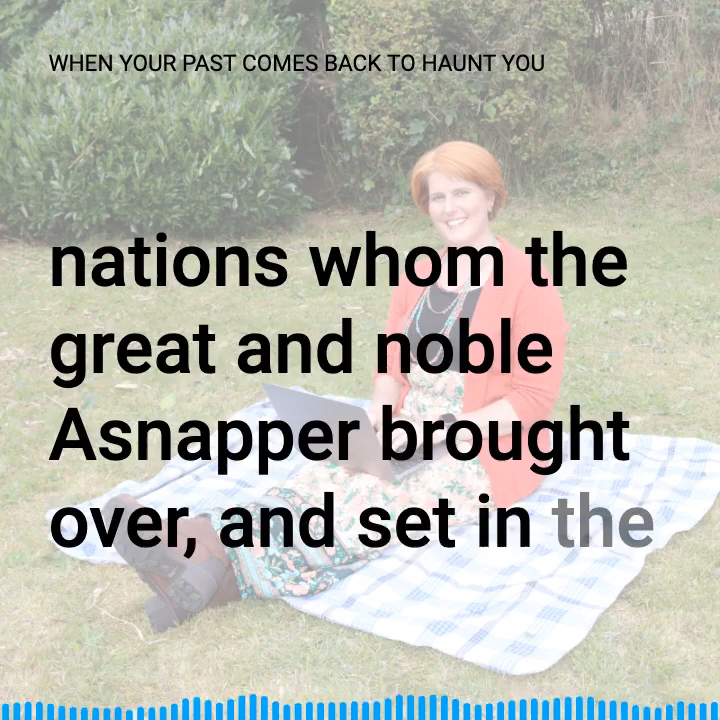 WHEN YOUR PAST COMES BACK TO HAUNT YOU
nations whom the
great and noble
Asnapper brought
over, and set in the